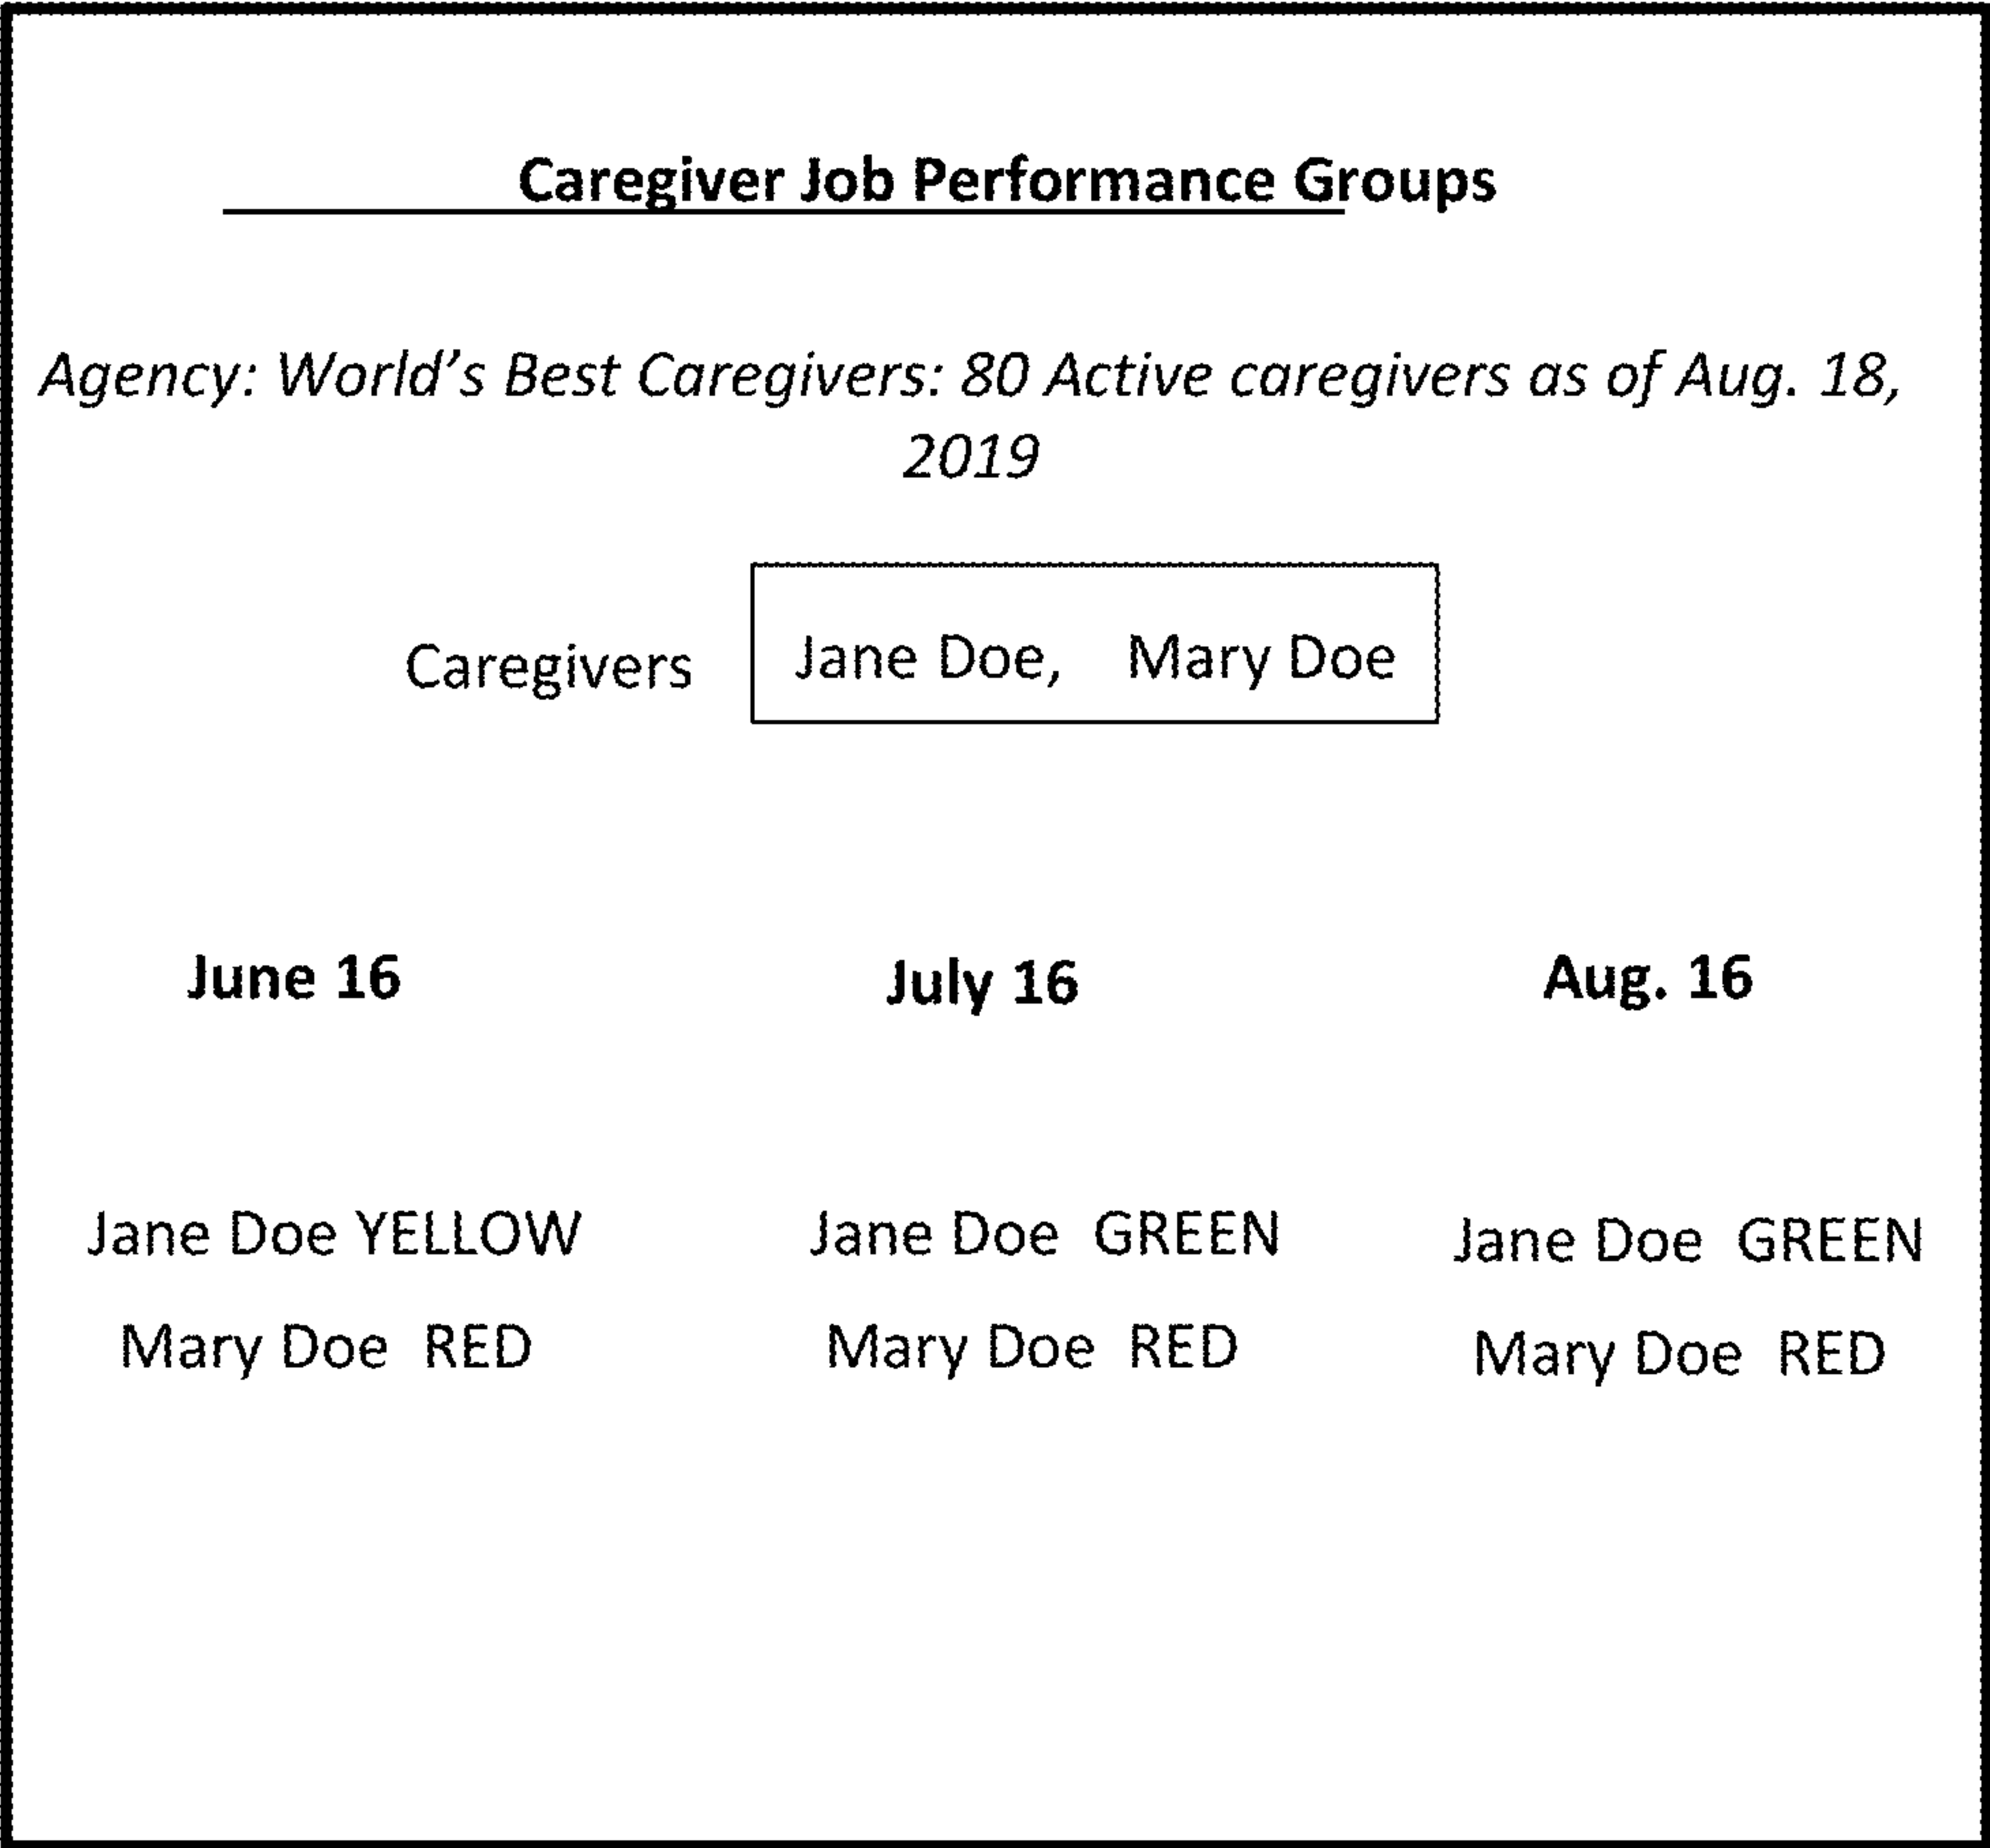 Caregiver Job Performance Groups
Agency: World's Best Caregivers: 80 Active caregivers as of Aug. 18,
2019
Caregivers Jane Doe, Mary Doe
June 16 July 16 Aug. 16
Jane Doe YELLOW Jane Doe GREEN Jane Doe GREEN
Mary Doe RED Mary Doe RED Mary Doe RED